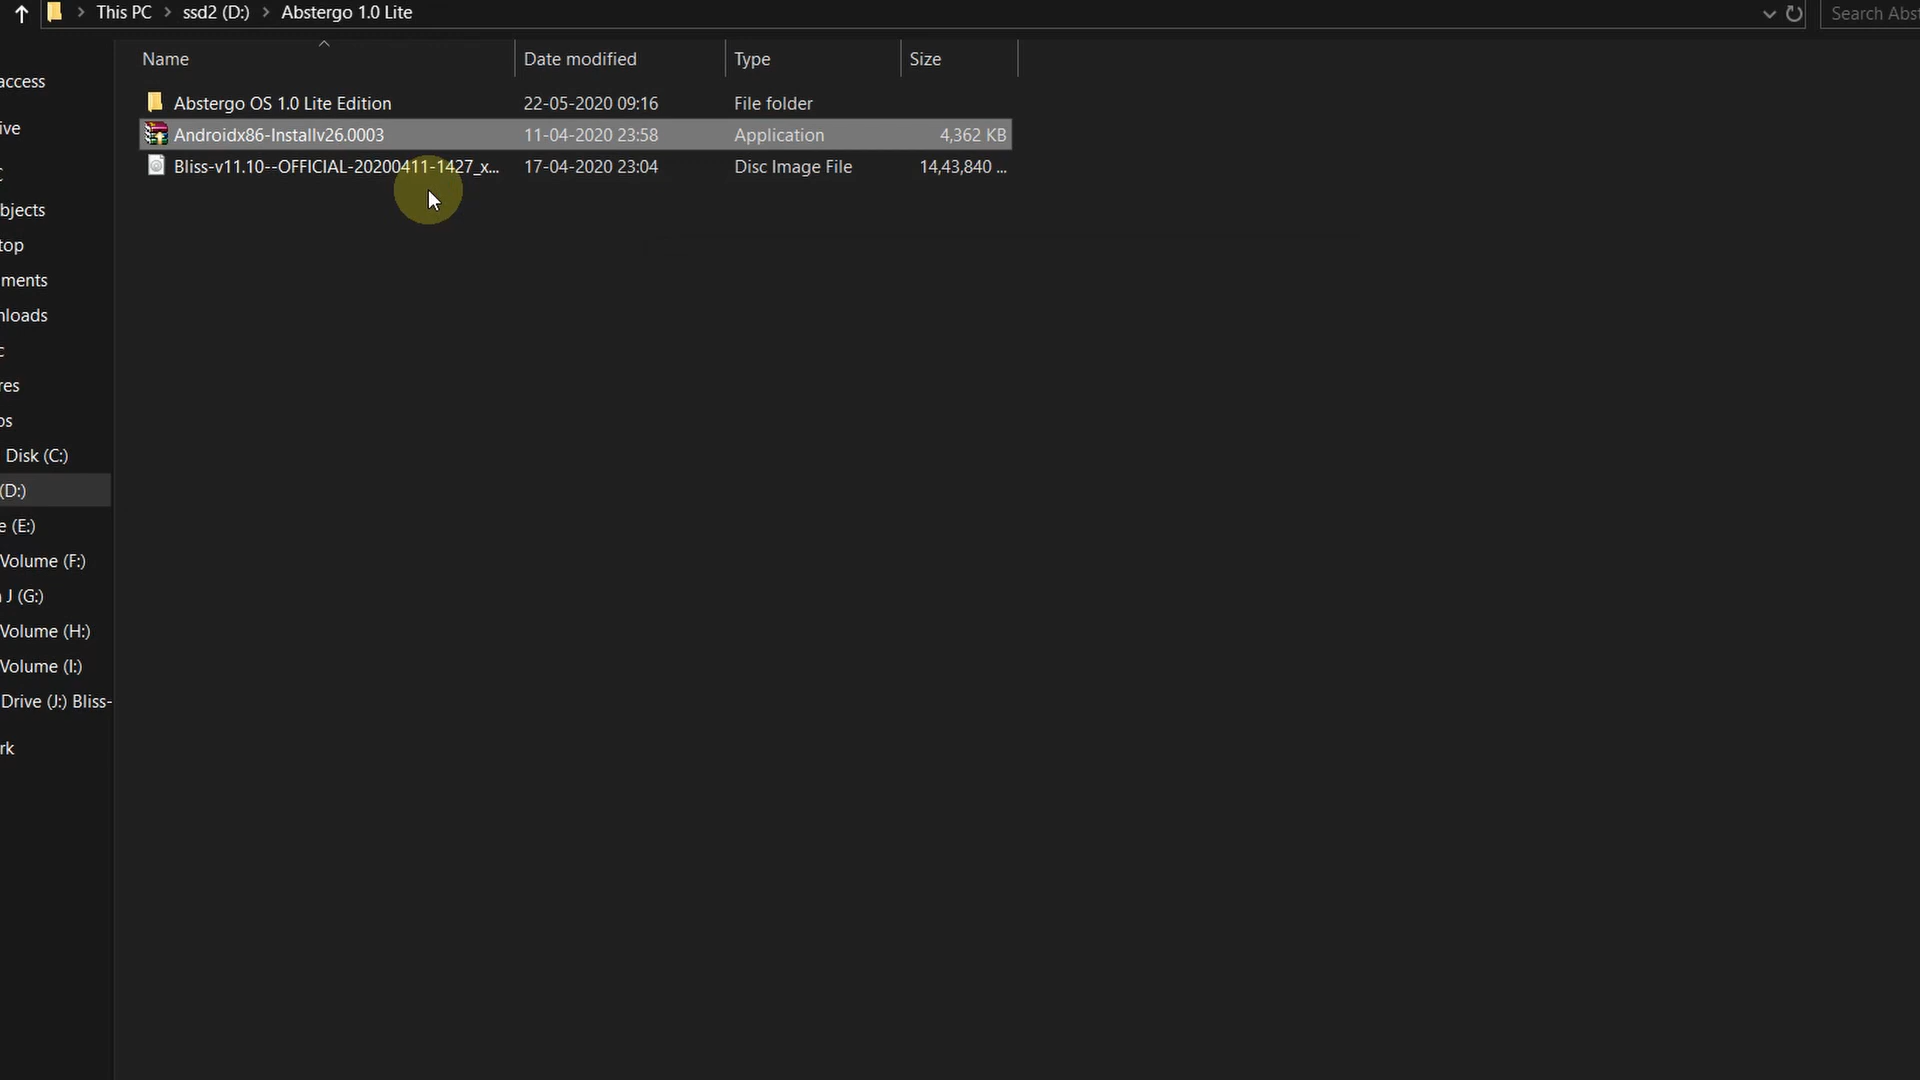 This PC > ssd2 (D:) > Abstergo 1.0 Lite
Search Abst
Name Date modified Type Size
Abstergo OS 1.0 Lite Edition 22-05-2020 09:16 File folder
Androidx86-Installv26.0003 11-04-2020 23:58 Application 4,362 KB
Bliss-v11.10--OFFICIAL-20200411-1427_x... 17-04-2020 23:04 Disc Image File 14,43,840 ...
access
ive
bjects
top
ments
nloads
res
os
Disk (C:)
(D:)
e (E:)
Volume (F:)
J (G:)
Volume (H:)
Volume (I:)
Drive (J:) Bliss-
rk